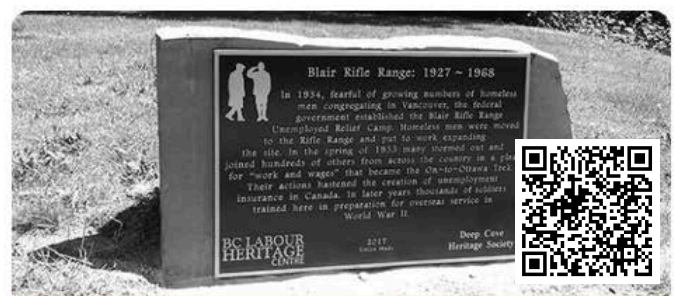 Blair Rifle Range: 1927 ~ 1968
In 1934, fearful of growing numbers of homeless
men congregating in Vancouver, the federal
government established the Blair Rifle Range
Unemployed Relief Camp. Homeless men were moved
to the Rifle Range and put to work expanding
the site. In the spring of 1935 many stormed out and
joined hundreds of others from across the country in a plea
for "work and wages" that became the On-to-Ottawa Trek.
Their actions hastened the creation of unemployment
insurance in Canada. In later years thousands of soldiers
trained here in preparation for overseas service in
World War II.
BC LABOUR
HERITAGE
CENTRE
2017
Deep Cove
Heritage Society